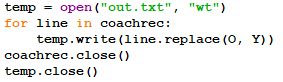 temp = open("out.txt", "wt")
for line in coachrec:
    temp.write(line.replace(O, Y))
coachrec.close()
temp.close()